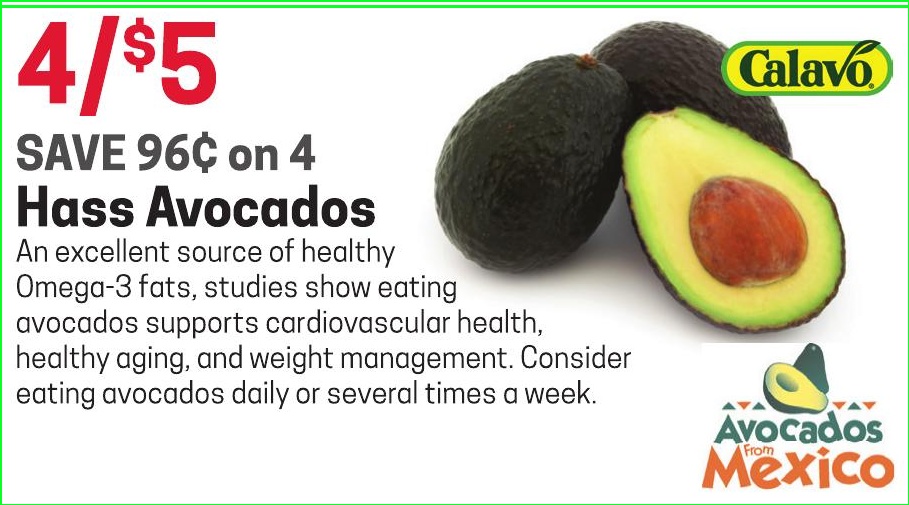 4/$5
SAVE 96¢ on 4
Hass Avocados
An excellent source of healthy
Omega-3 fats, studies show eating
avocados supports cardiovascular health,
healthy aging, and weight management. Consider
eating avocados daily or several times a week.
Calavo®
Avocados
From
Mexico